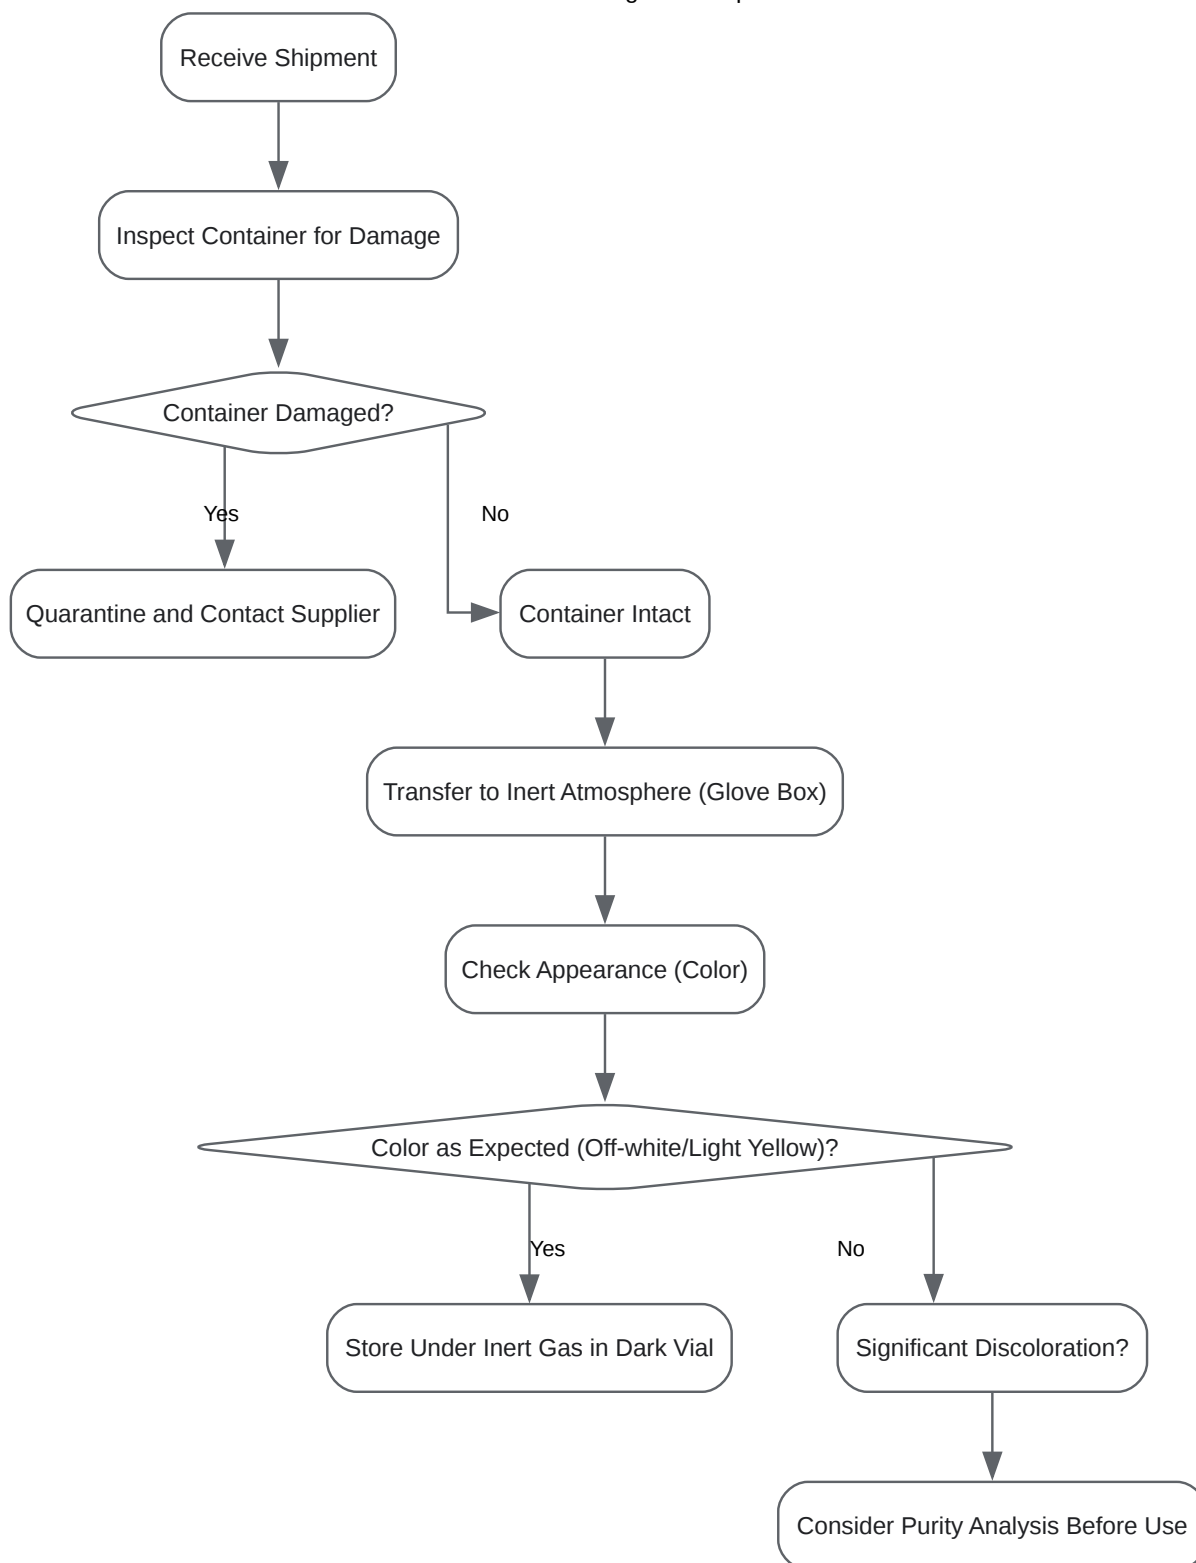 Receive Shipment
Inspect Container for Damage
Container Damaged?
Yes
No
Quarantine and Contact Supplier
Container Intact
Transfer to Inert Atmosphere (Glove Box)
Check Appearance (Color)
Color as Expected (Off-white/Light Yellow)?
Yes
No
Store Under Inert Gas in Dark Vial
Significant Discoloration?
Consider Purity Analysis Before Use